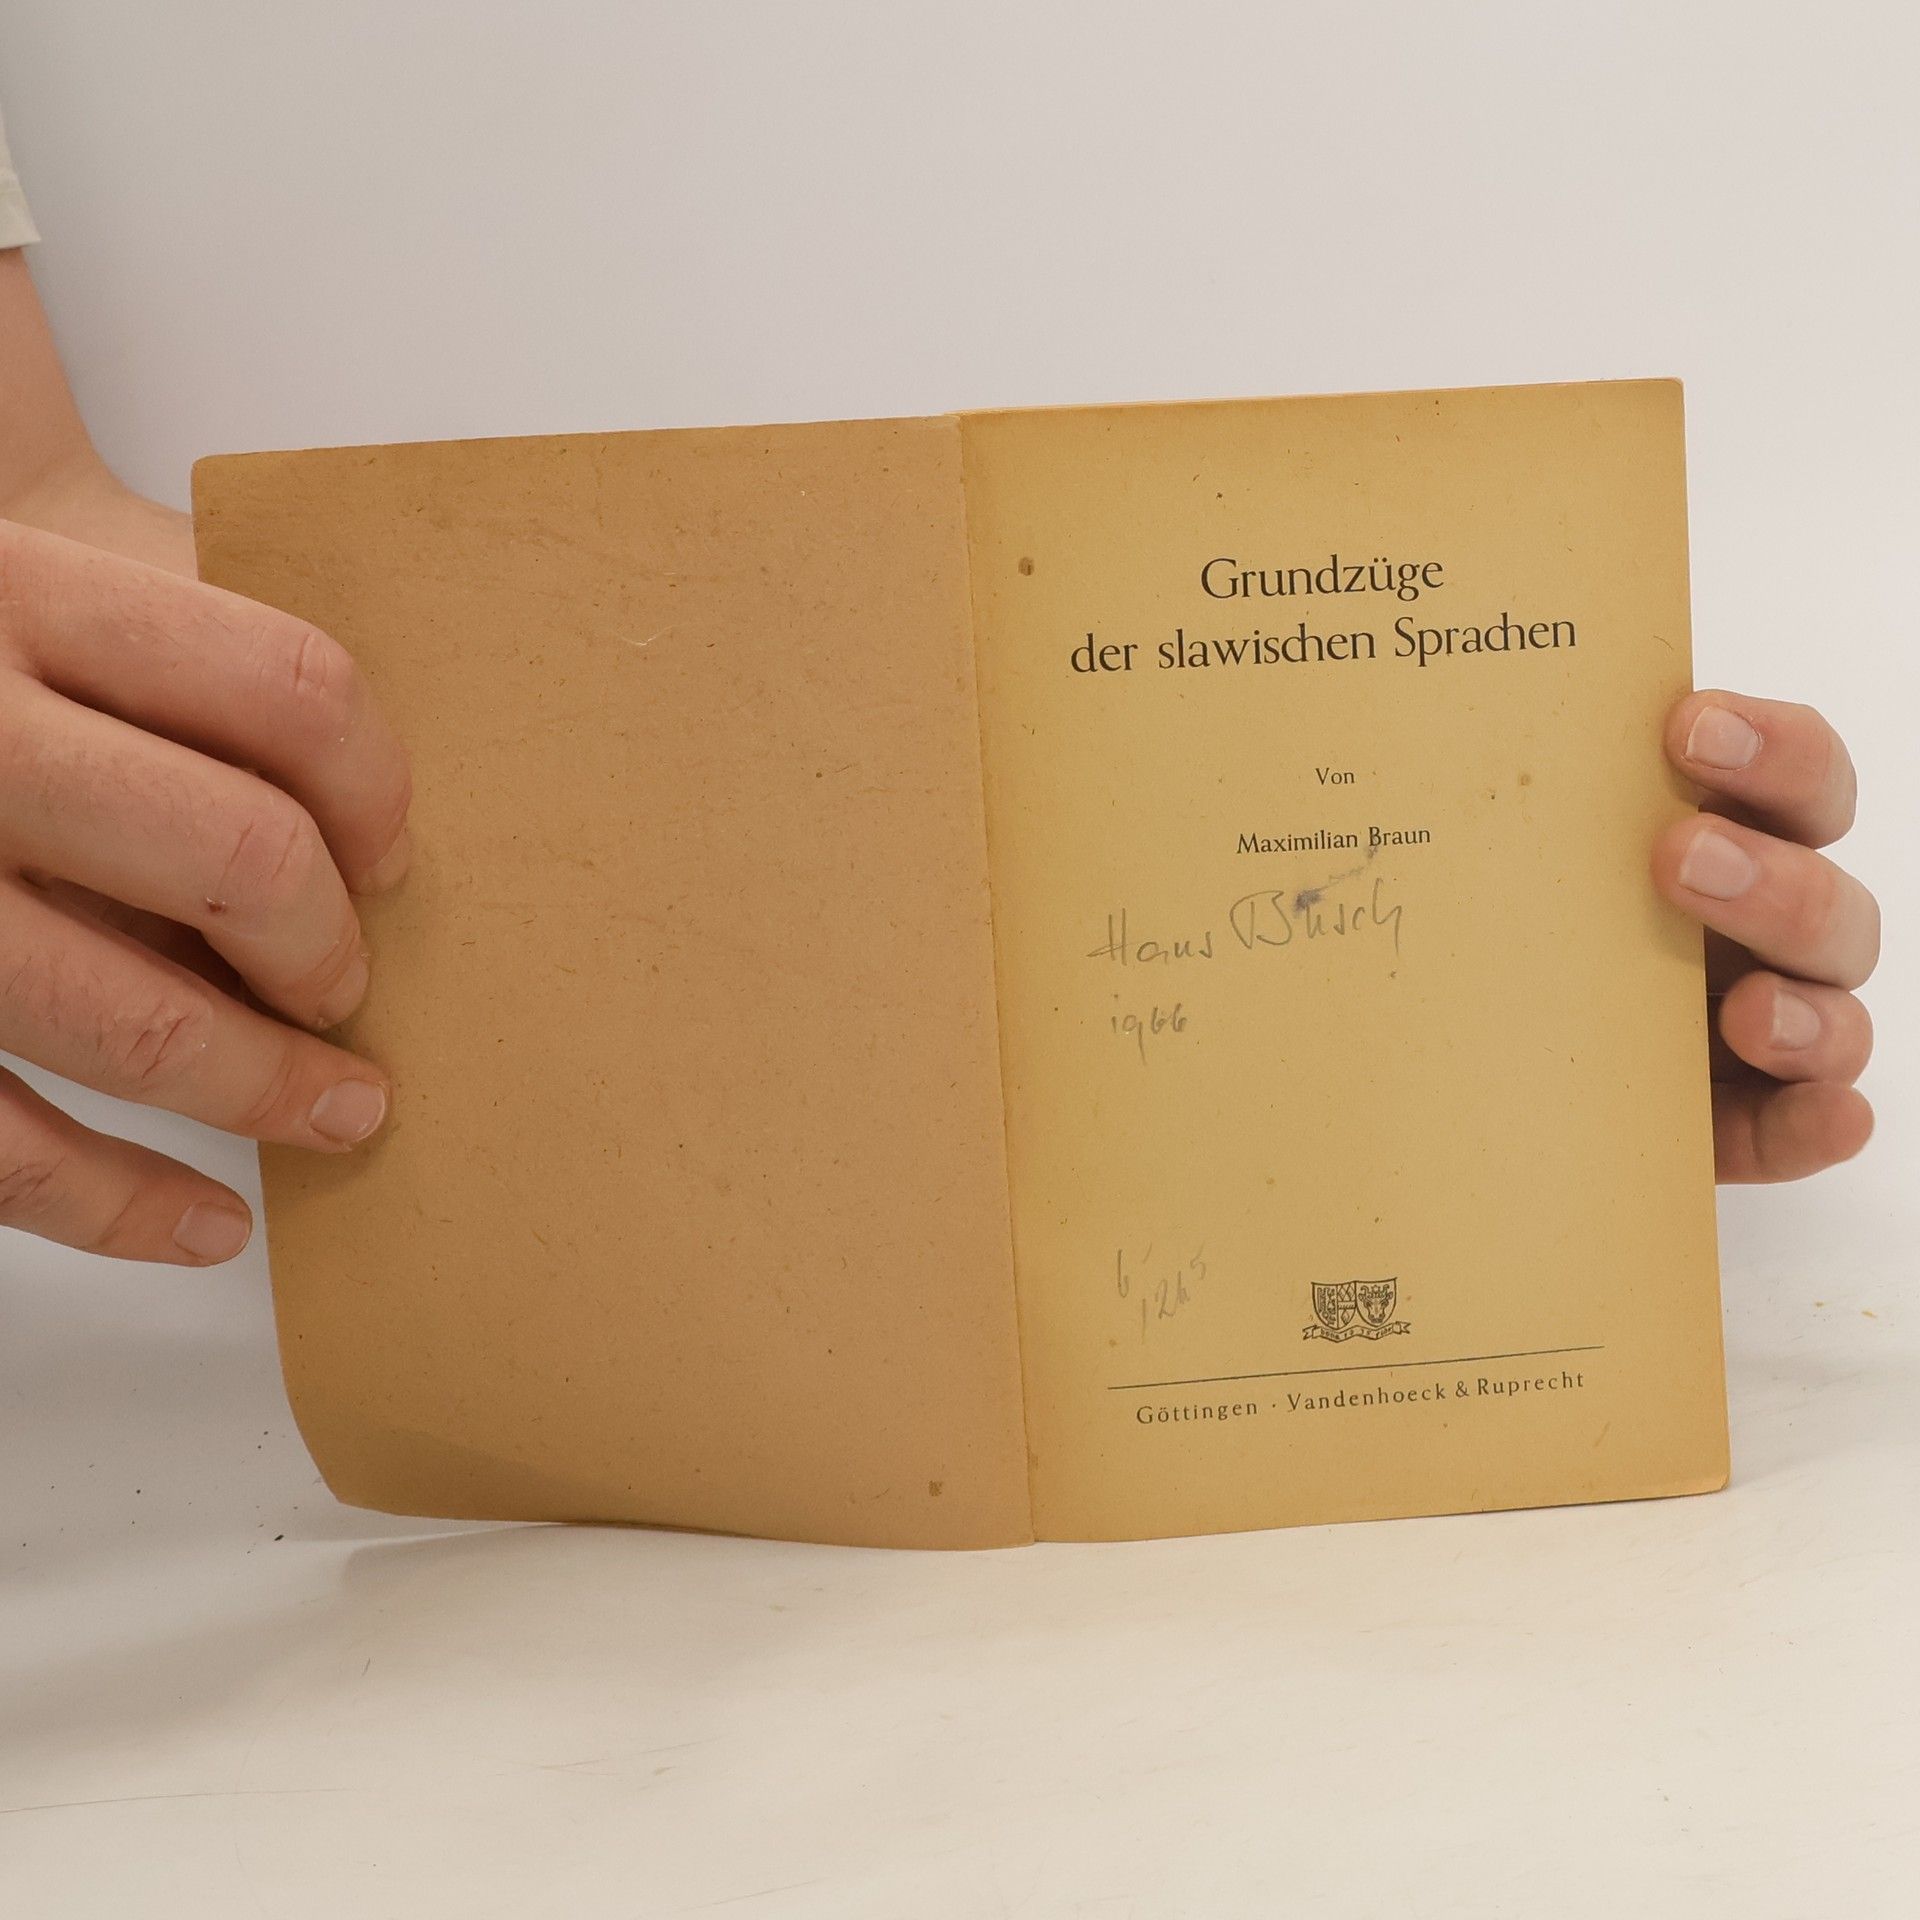 Grundzüge
der slawischen Sprachen
Von
Maximilian Braun
Hans Busch
1966
Göttingen · Vandenhoeck & Ruprecht